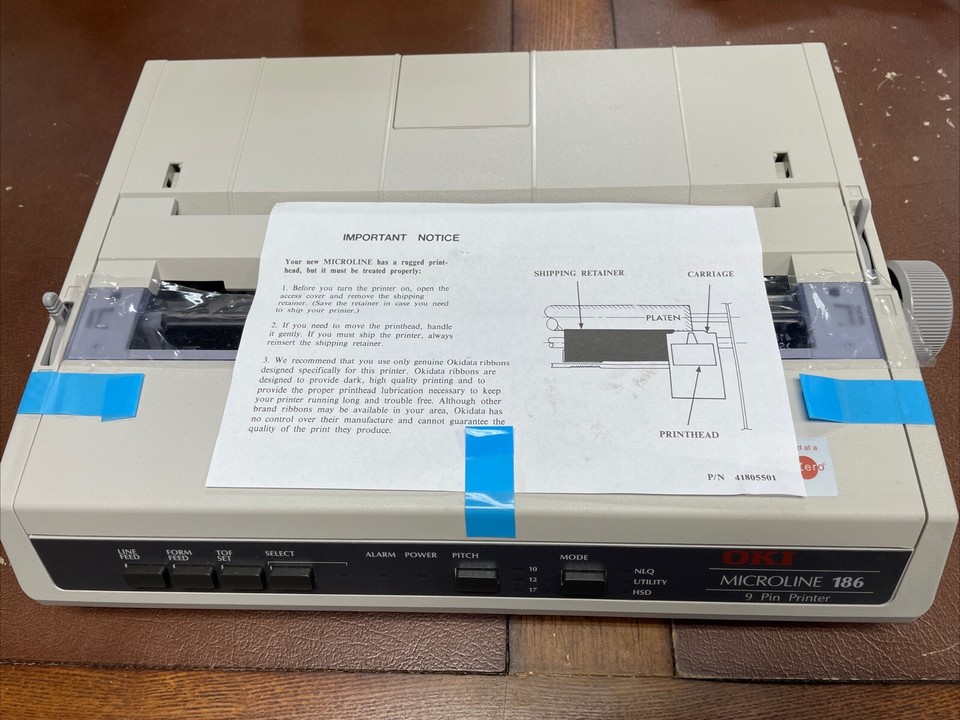 IMPORTANT NOTICE
Your new MICROLINE has a rugged print-
head, but it must be treated properly:
1. Before you turn the printer on, open the
access cover and remove the shipping
retainer. (Save the retainer in case you need
to ship your printer.)
2. If you need to move the printhead, handle
it gently. If you must ship the printer, always
reinsert the shipping retainer.
3. We recommend that you use only genuine Okidata ribbons
designed specifically for this printer. Okidata ribbons are
designed to provide dark, high quality printing and to
provide the proper printhead lubrication necessary to keep
your printer running long and trouble free. Although other
brand ribbons may be available in your area, Okidata has
no control over their manufacture and cannot guarantee the
quality of the print they produce.
SHIPPING RETAINER
CARRIAGE
PLATEN
PRINTHEAD
P/N 41805501
at a
Zero
LINE FEED
FORM FEED
TOF SET
SELECT
ALARM
POWER
PITCH
10
12
17
MODE
NLQ
UTILITY
HSD
OKI
MICROLINE 186
9 Pin Printer